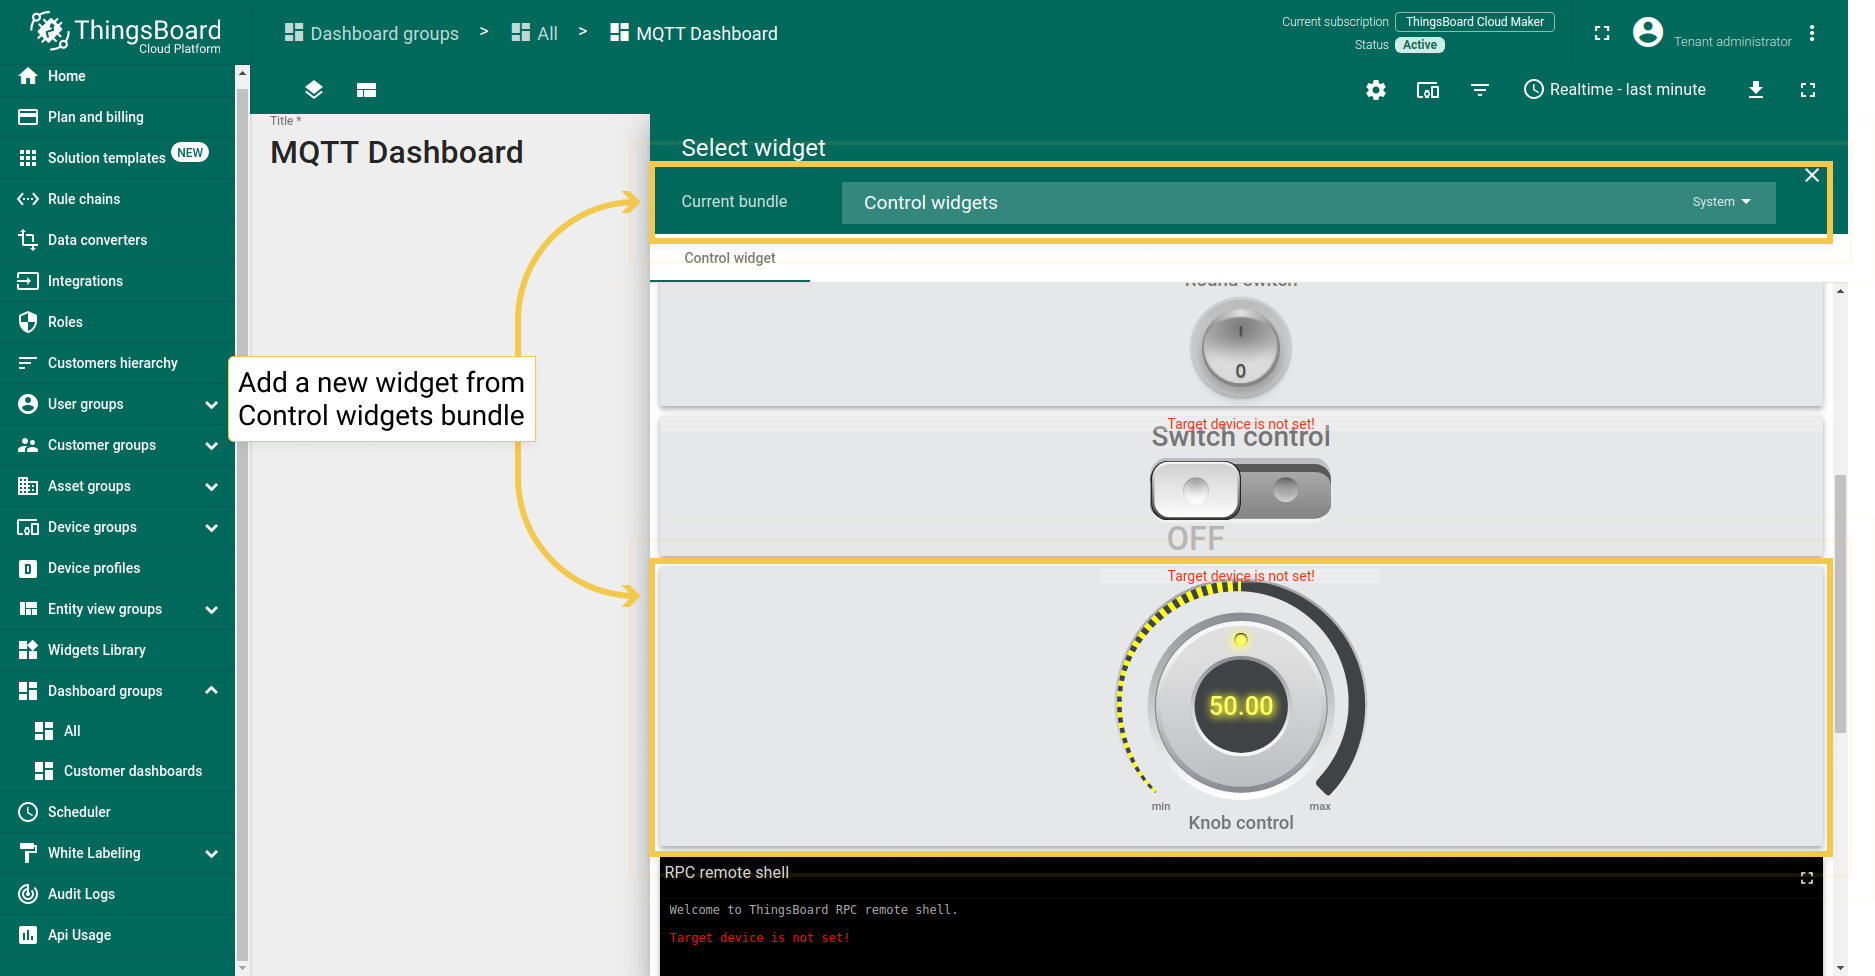 ThingsBoard
Cloud Platform
Dashboard groups > All > MQTT Dashboard
Current subscription ThingsBoard Cloud Maker
Status Active
Tenant administrator
Home
Plan and billing
Solution templates NEW
Rule chains
Data converters
Integrations
Roles
Customers hierarchy
User groups
Customer groups
Asset groups
Device groups
Device profiles
Entity view groups
Widgets Library
Dashboard groups
All
Customer dashboards
Scheduler
White Labeling
Audit Logs
Api Usage
Realtime - last minute
Title *
MQTT Dashboard
Add a new widget from
Control widgets bundle
Select widget
Current bundle Control widgets System
Control widget
Round switch
I
0
Target device is not set!
Switch control
OFF
Target device is not set!
50.00
min max
Knob control
RPC remote shell
Welcome to ThingsBoard RPC remote shell.
Target device is not set!